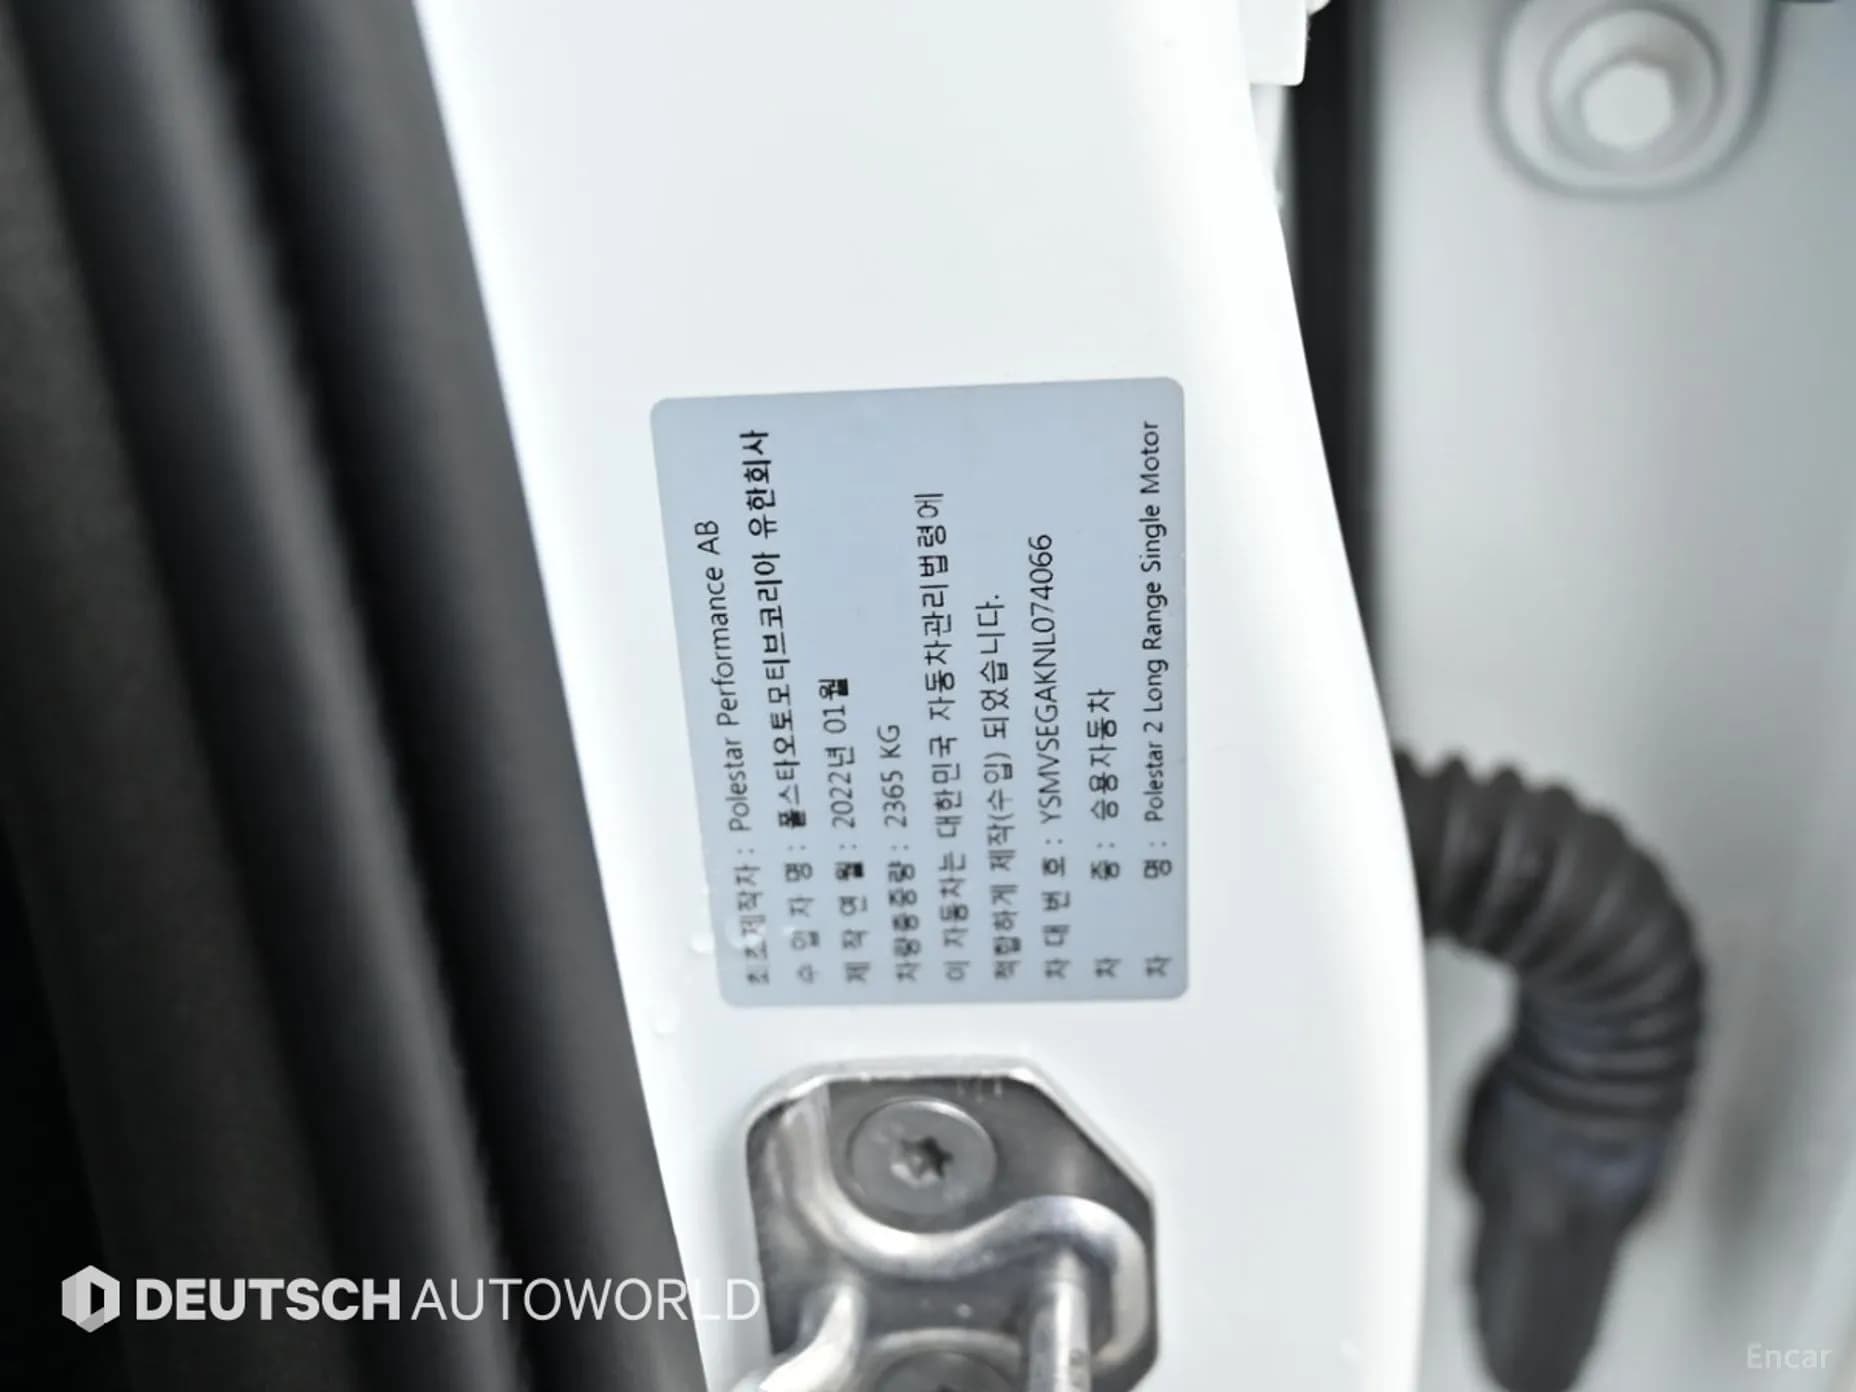 최초제작자 : Polestar Performance AB
수 입 자 명 : 폴스타오토모티브코리아 유한회사
제 작 연 월 : 2022년 01월
차량총중량 : 2365 KG
이 자동차는 대한민국 자동차관리법령에
적합하게 제작(수입) 되었습니다.
차 대 번 호 : YSMVSEGAKNL074066
차 종 : 승용자동차
차 명 : Polestar 2 Long Range Single Motor
DEUTSCH AUTOWORLD
Encar